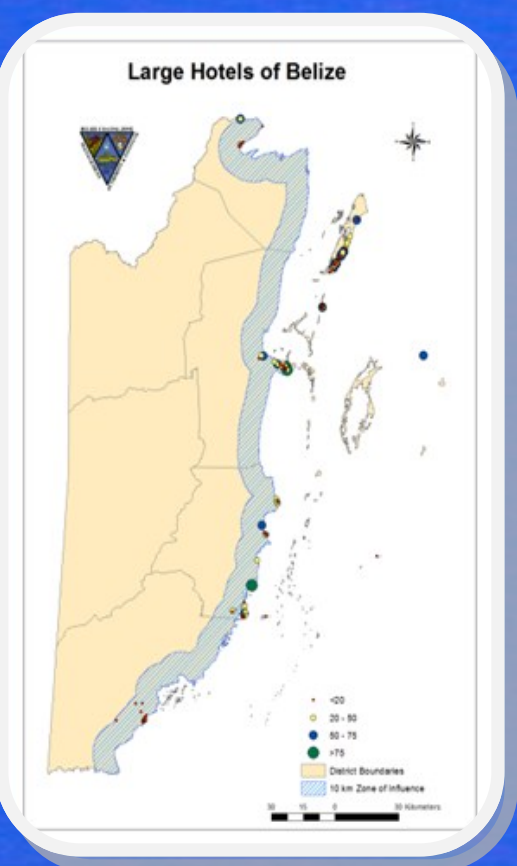 Large Hotels of Belize
<20
20 - 50
50 - 75
>75
District Boundaries
10 km Zone of Influence
30 15 0 30 Kilometers